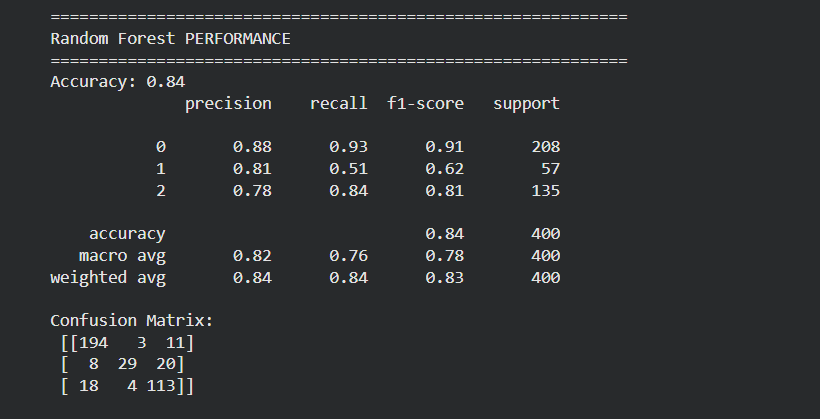 ============================================================
Random Forest PERFORMANCE
============================================================
Accuracy: 0.84
              precision    recall  f1-score   support

           0       0.88      0.93      0.91       208
           1       0.81      0.51      0.62        57
           2       0.78      0.84      0.81       135

    accuracy                           0.84       400
   macro avg       0.82      0.76      0.78       400
weighted avg       0.84      0.84      0.83       400

Confusion Matrix:
 [[194   3  11]
 [  8  29  20]
 [ 18   4 113]]